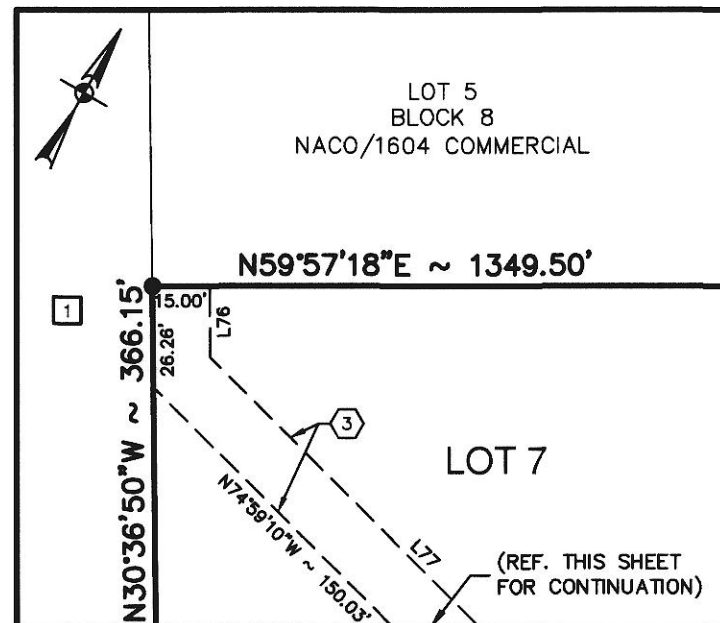 LOT 5
BLOCK 8
NACO/1604 COMMERCIAL
N59°57'18"E ~ 1349.50'
1
15.00'
L76
26.26'
N30°36'50"W ~ 366.15'
3
LOT 7
N74°59'10"W ~ 150.03'
L77
(REF. THIS SHEET
FOR CONTINUATION)